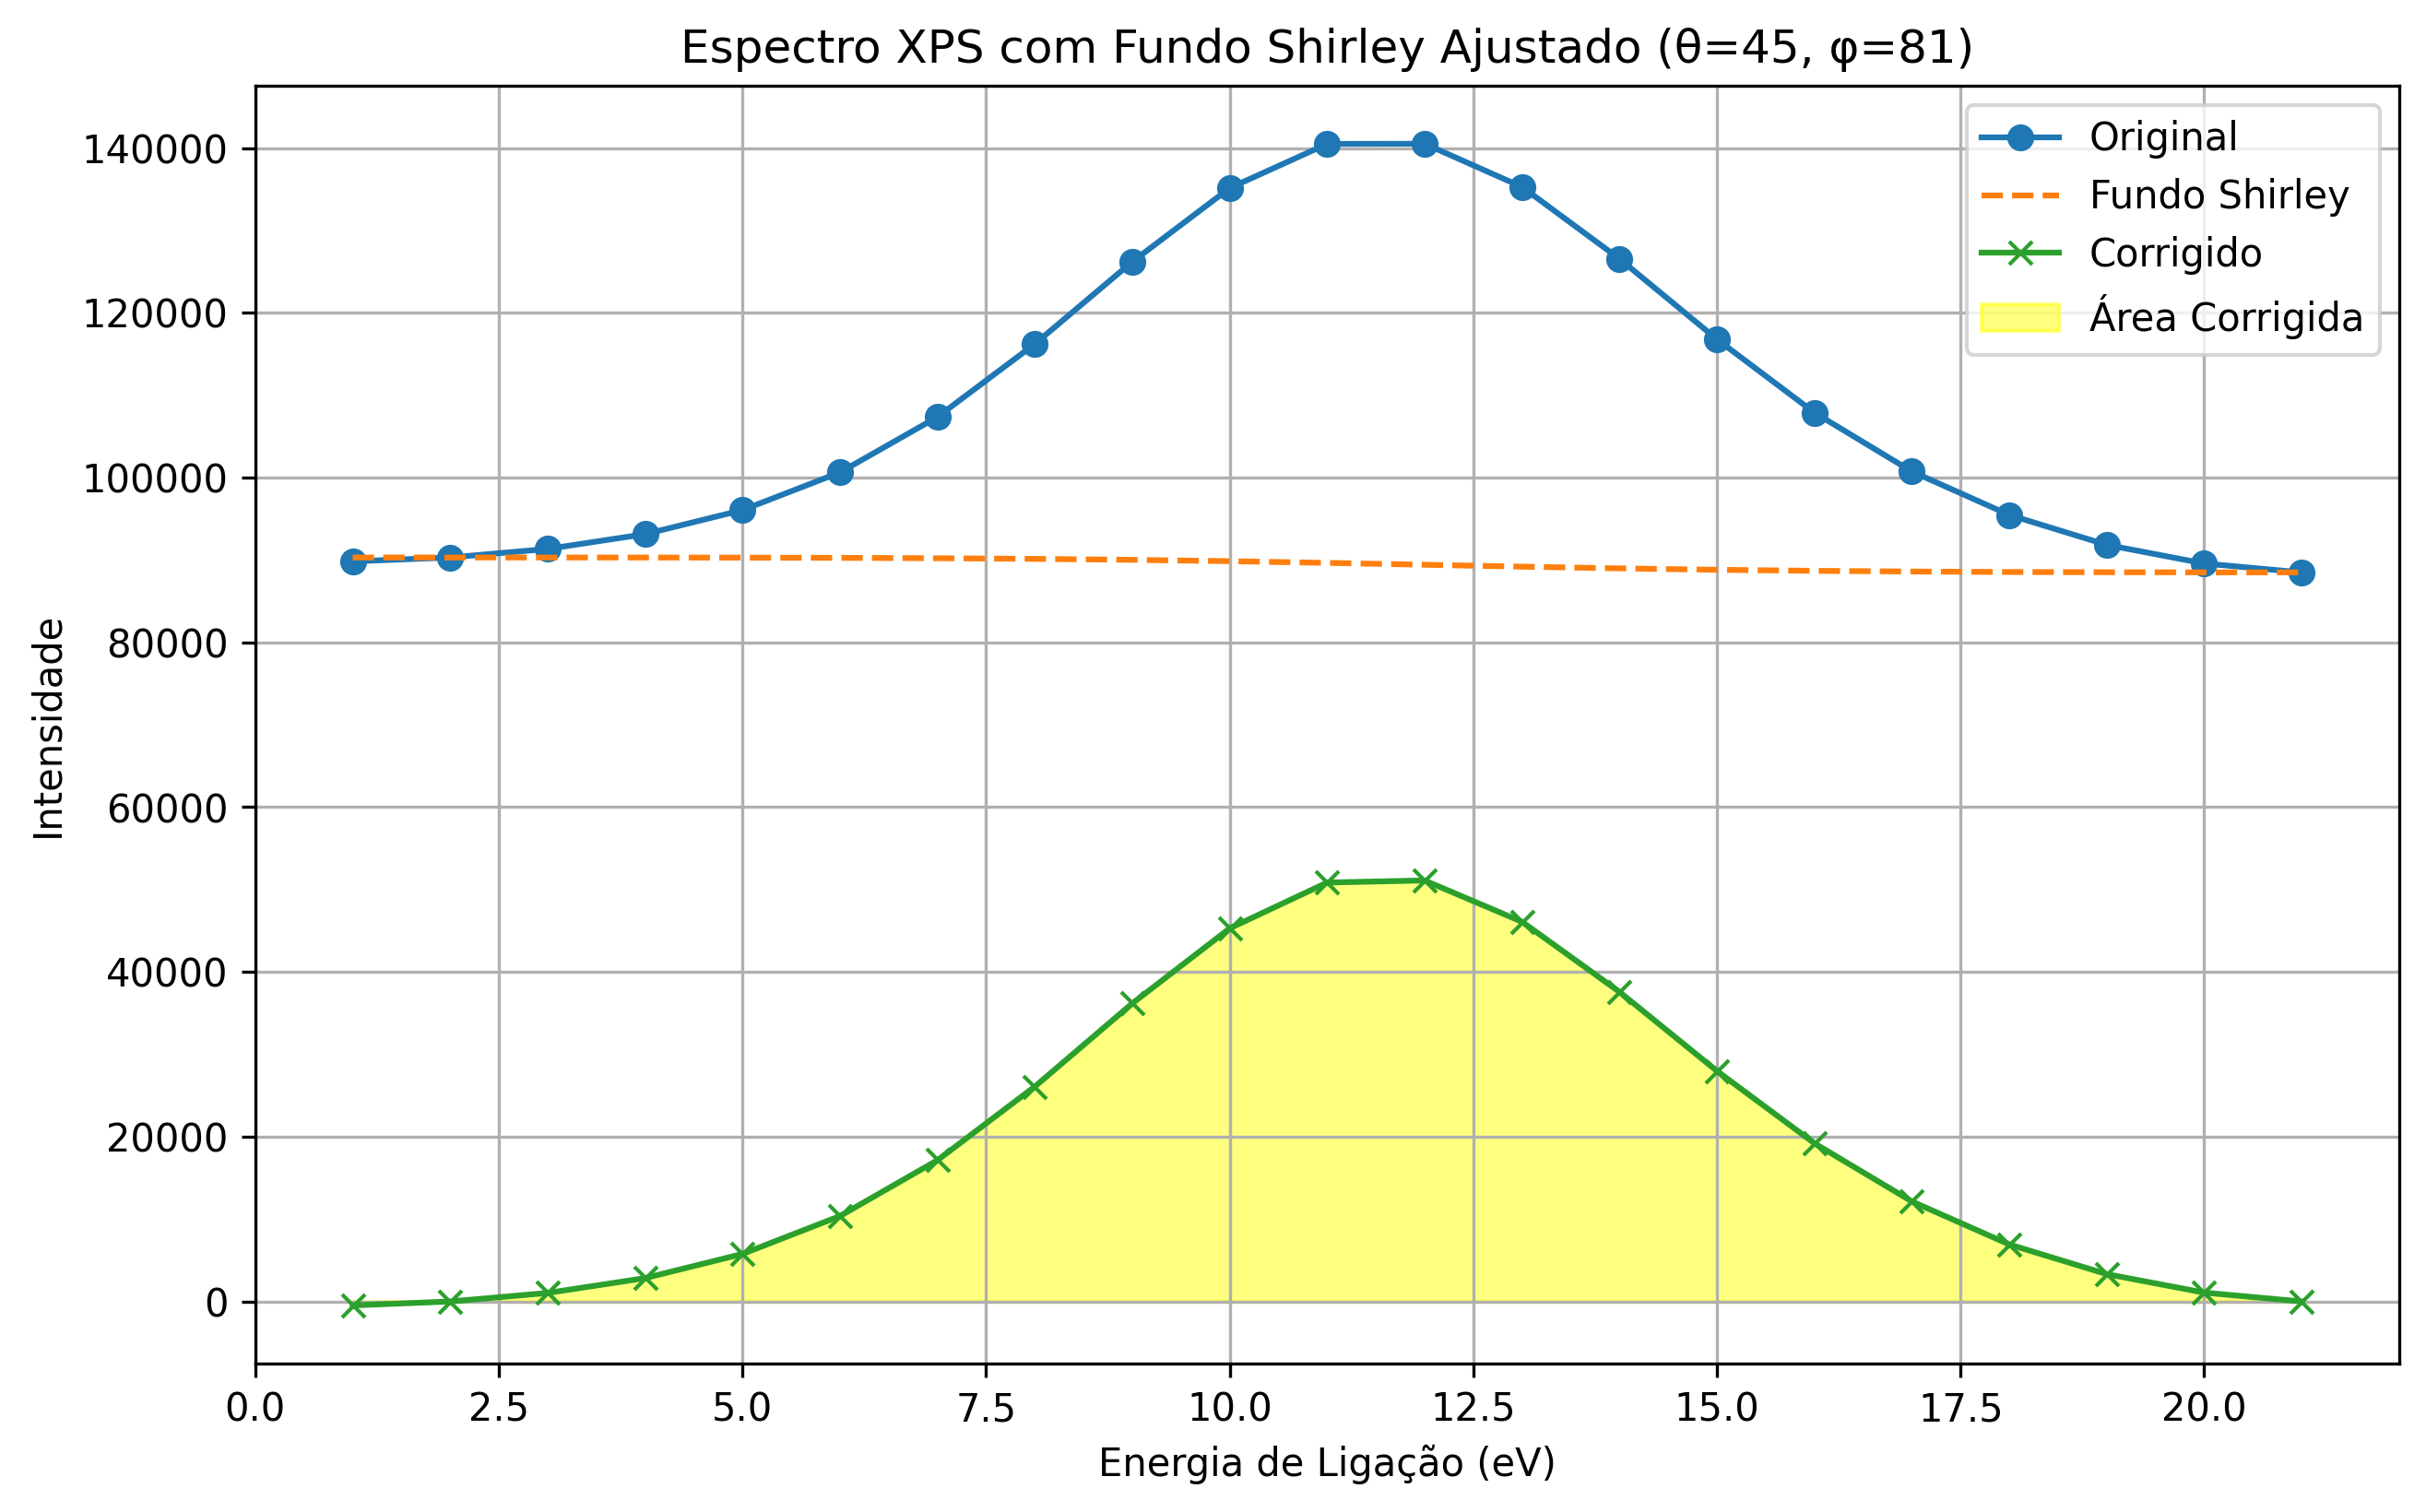 Espectro XPS com Fundo Shirley Ajustado (θ=45, φ=81)
Original
Fundo Shirley
Corrigido
Área Corrigida
Intensidade
140000
120000
100000
80000
60000
40000
20000
0
0.0 2.5 5.0 7.5 10.0 12.5 15.0 17.5 20.0
Energia de Ligação (eV)